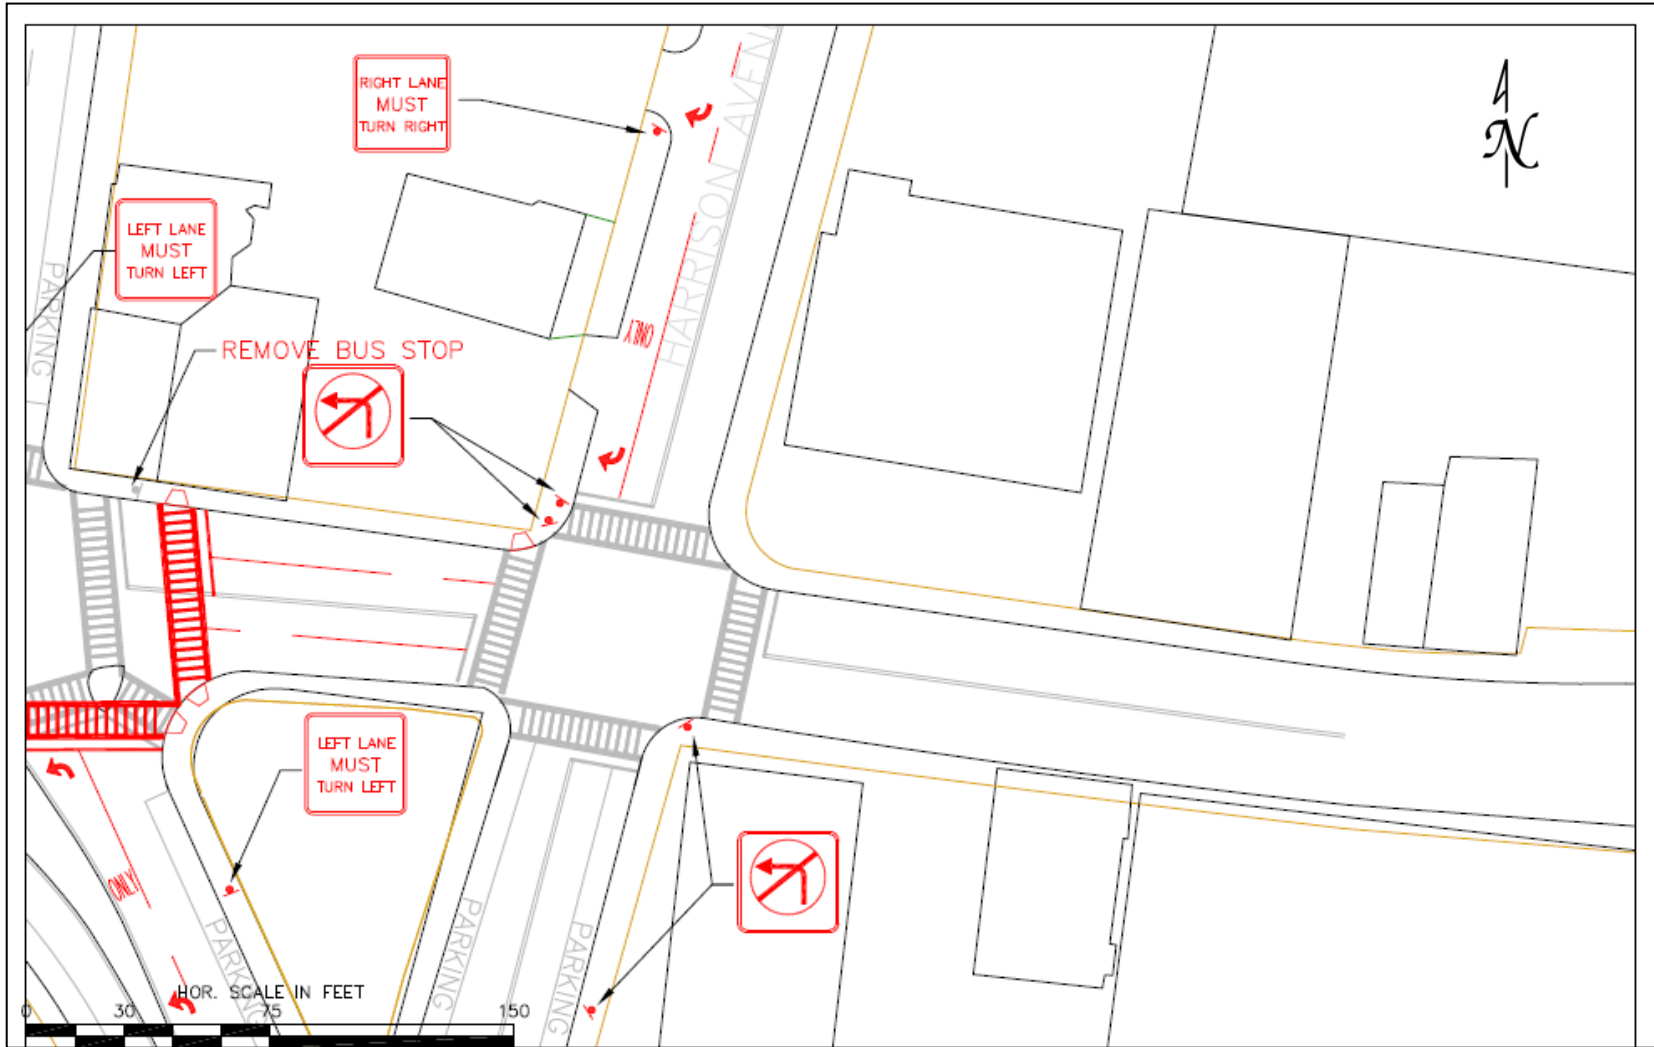 RIGHT LANE
MUST
TURN RIGHT
HARRISON AVEN
N
LEFT LANE
MUST
TURN LEFT
PARKING
ONLY
REMOVE BUS STOP
LEFT LANE
MUST
TURN LEFT
ONLY
PARKING
PARKING
PARKING
HOR. SCALE IN FEET
0 30 75 150